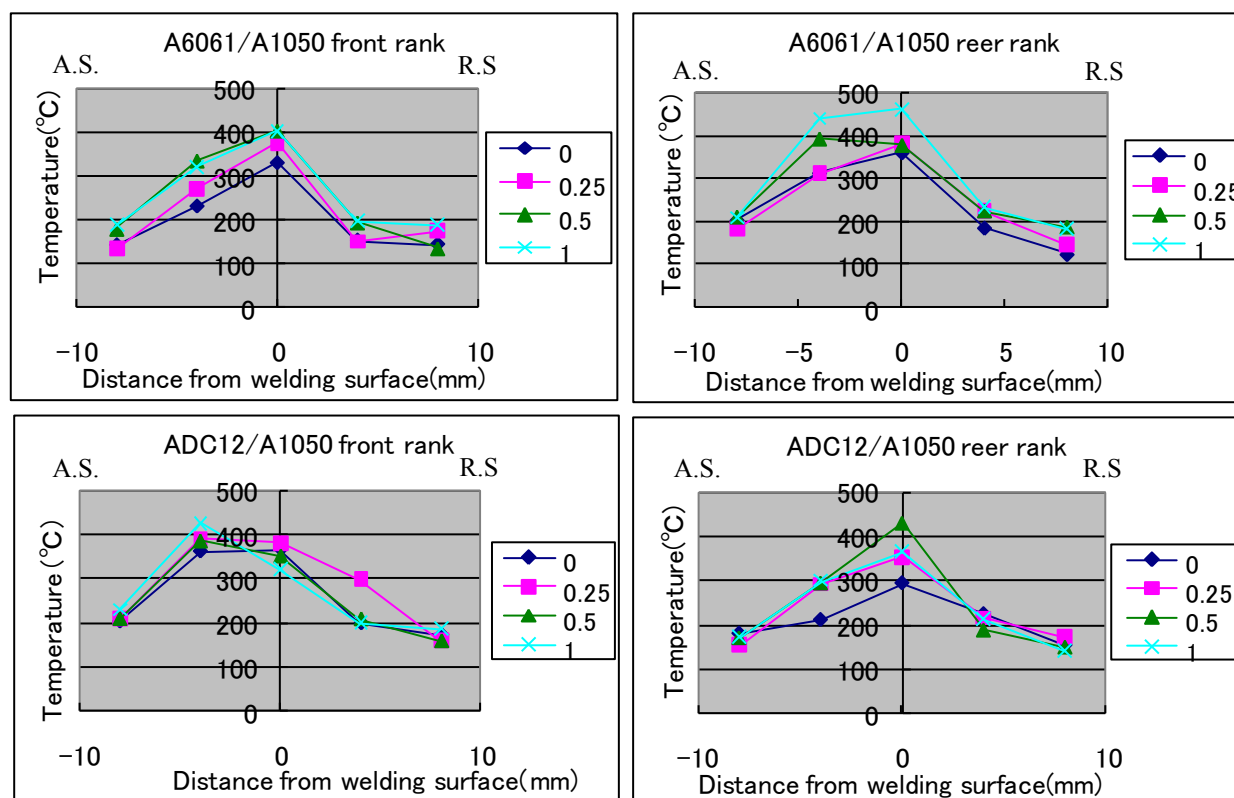 A6061/A1050 front rank
A.S.
R.S
Temperature(℃)
500
400
300
200
100
0
-10
0
10
Distance from welding surface(mm)
0
0.25
0.5
1
A6061/A1050 reer rank
A.S.
R.S
Temperature(℃)
500
400
300
200
100
0
-10
-5
0
5
10
Distance from welding surface(mm)
0
0.25
0.5
1
ADC12/A1050 front rank
A.S.
R.S
Temperature(℃)
500
400
300
200
100
0
-10
0
10
Distance from welding surface(mm)
0
0.25
0.5
1
ADC12/A1050 reer rank
A.S.
R.S
Temperature(℃)
500
400
300
200
100
0
-10
0
10
Distance from welding surface(mm)
0
0.25
0.5
1